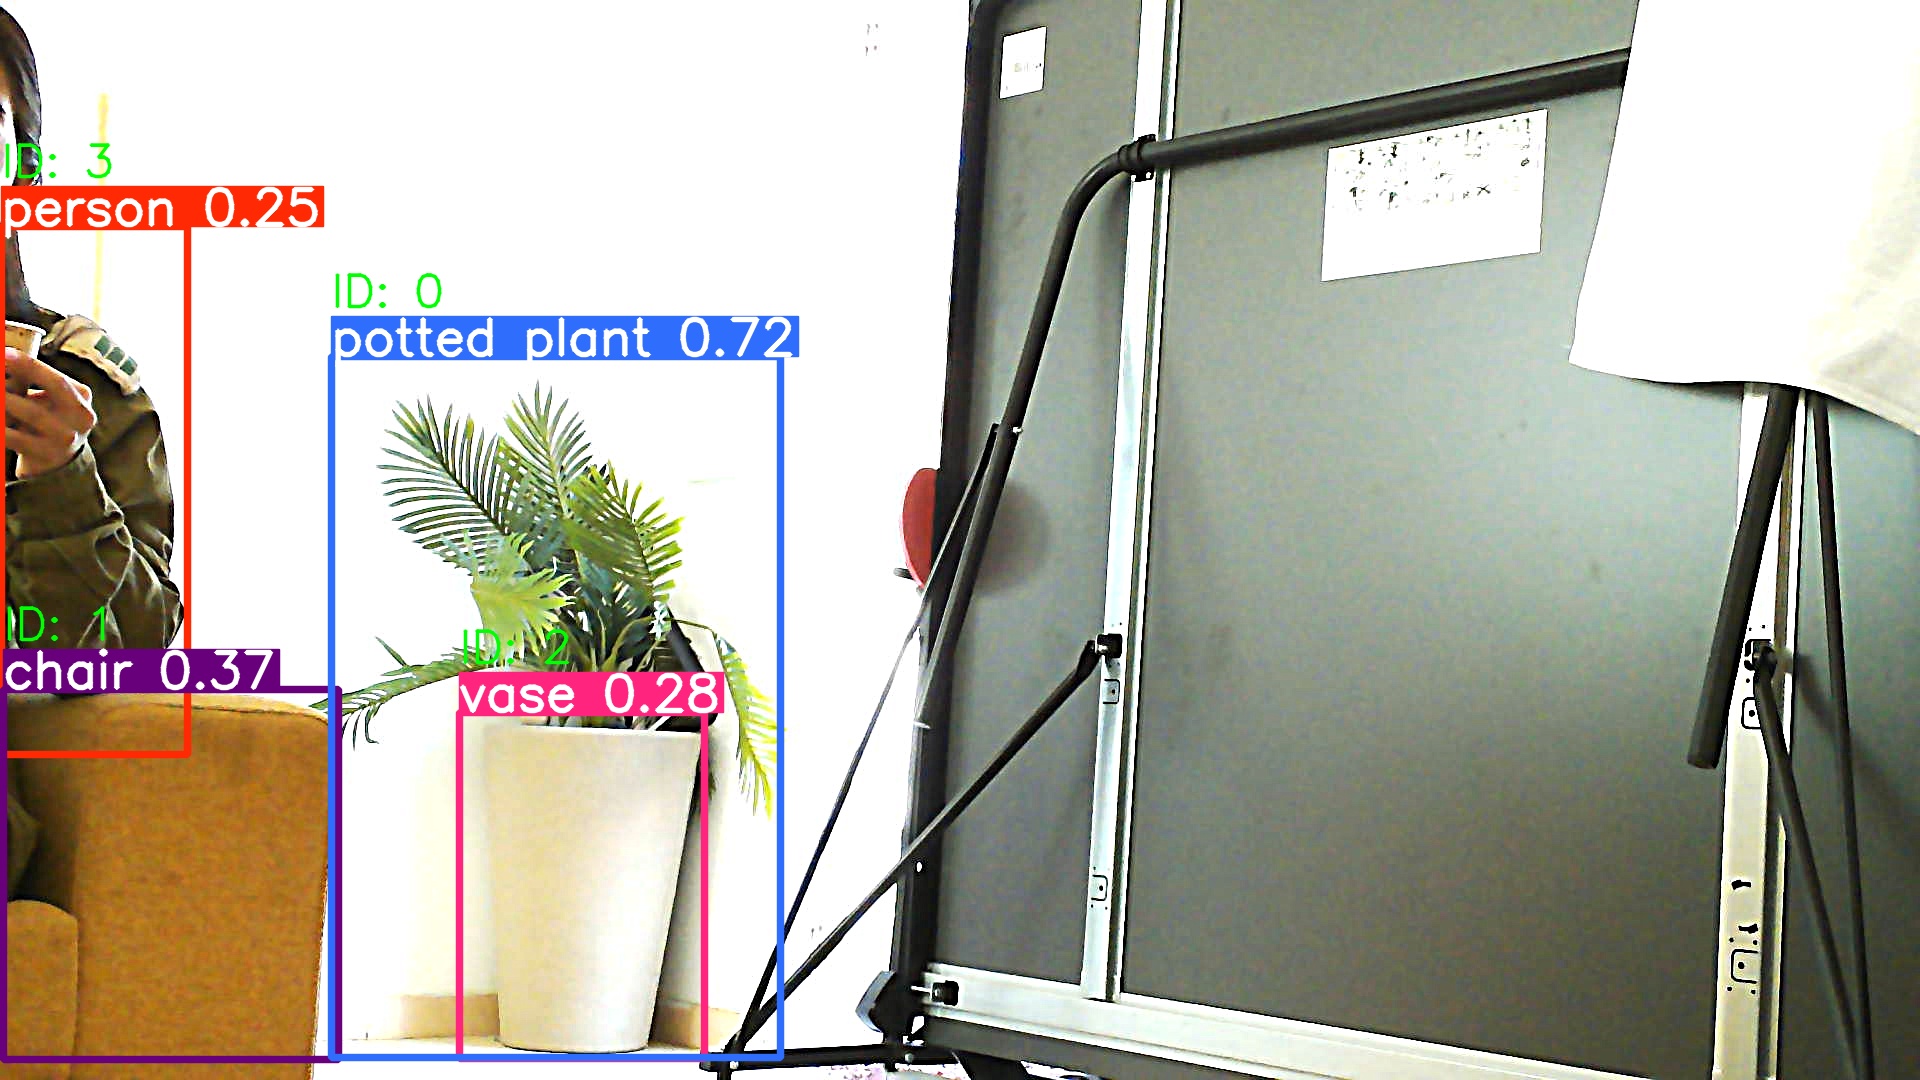 ID: 3
person 0.25
ID: 0
potted plant 0.72
ID: 1
chair 0.37
ID: 2
vase 0.28